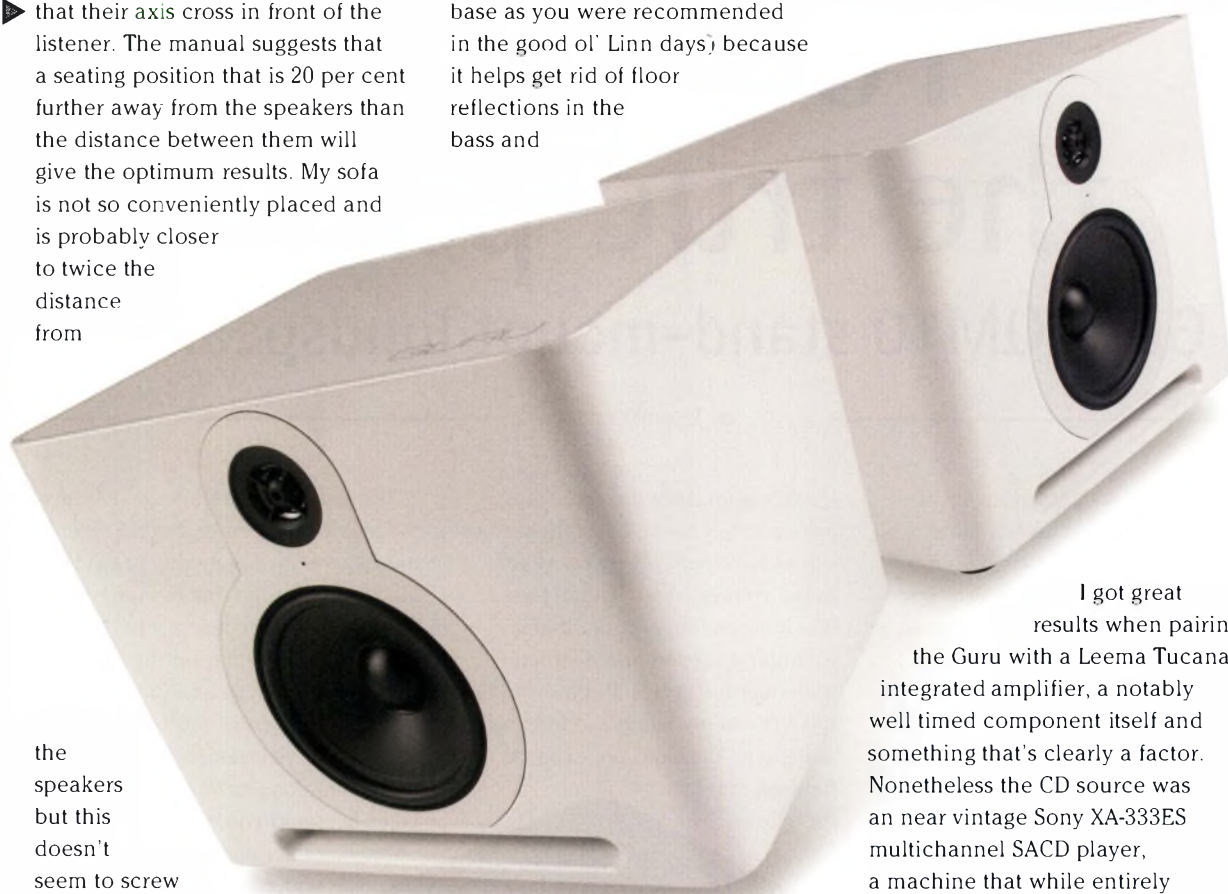 that their axis cross in front of the
listener. The manual suggests that
a seating position that is 20 per cent
further away from the speakers than
the distance between them will
give the optimum results. My sofa
is not so conveniently placed and
is probably closer
to twice the
distance
from
the
speakers
but this
doesn't
seem to screw
base as you were recommended
in the good ol' Linn days) because
it helps get rid of floor
reflections in the
bass and
I got great
results when pairin
the Guru with a Leema Tucana
integrated amplifier, a notably
well timed component itself and
something that's clearly a factor.
Nonetheless the CD source was
an near vintage Sony XA-333ES
multichannel SACD player,
a machine that while entirely